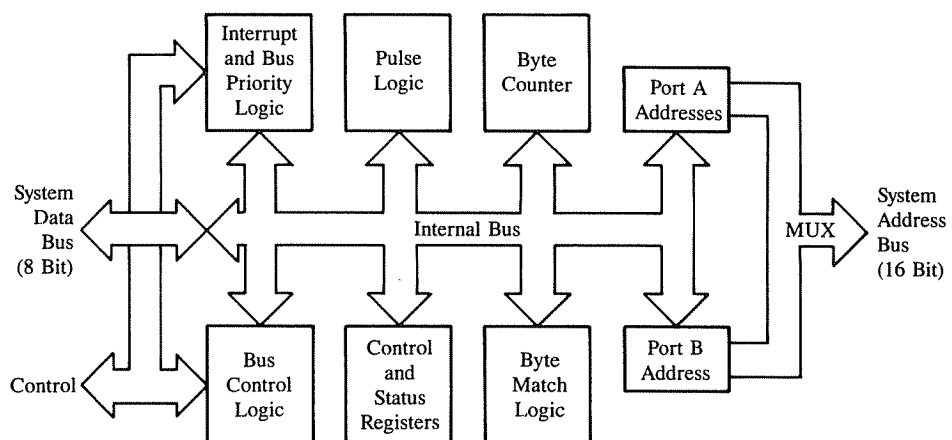 Interrupt
and Bus
Priority
Logic
Pulse
Logic
Byte
Counter
Port A
Addresses
System
Data
Bus
(8 Bit)
Internal Bus
MUX
System
Address
Bus
(16 Bit)
Control
Bus
Control
Logic
Control
and
Status
Registers
Byte
Match
Logic
Port B
Address